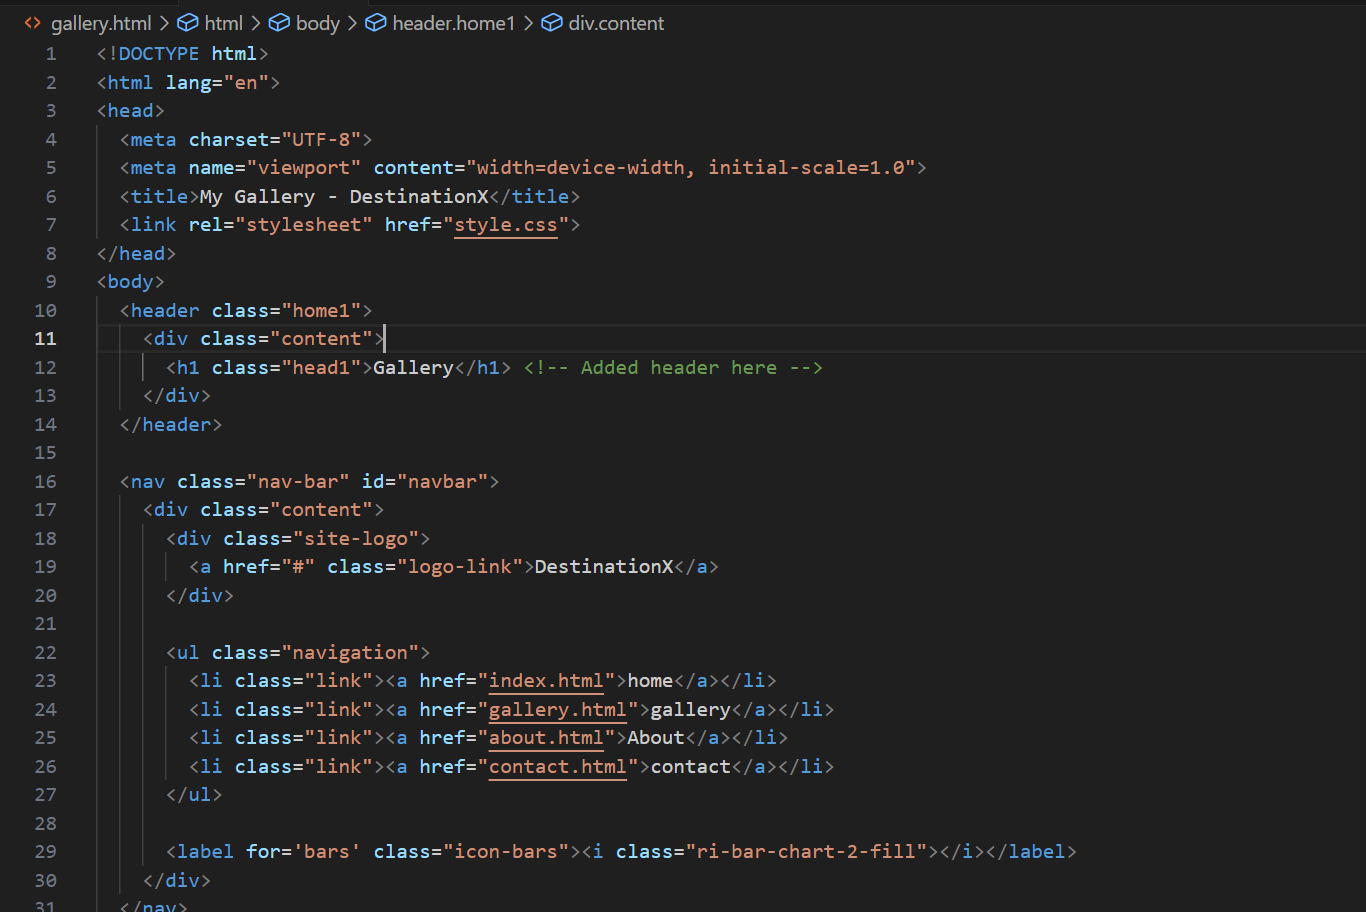 gallery.html > html > body > header.home1 > div.content
1 <!DOCTYPE html>
2 <html lang="en">
3 <head>
4   <meta charset="UTF-8">
5   <meta name="viewport" content="width=device-width, initial-scale=1.0">
6   <title>My Gallery - DestinationX</title>
7   <link rel="stylesheet" href="style.css">
8 </head>
9 <body>
10   <header class="home1">
11     <div class="content">
12       <h1 class="head1">Gallery</h1> <!-- Added header here -->
13     </div>
14   </header>
15
16   <nav class="nav-bar" id="navbar">
17     <div class="content">
18       <div class="site-logo">
19         <a href="#" class="logo-link">DestinationX</a>
20       </div>
21
22       <ul class="navigation">
23         <li class="link"><a href="index.html">home</a></li>
24         <li class="link"><a href="gallery.html">gallery</a></li>
25         <li class="link"><a href="about.html">About</a></li>
26         <li class="link"><a href="contact.html">contact</a></li>
27       </ul>
28
29       <label for='bars' class="icon-bars"><i class="ri-bar-chart-2-fill"></i></label>
30     </div>
31   </nav>